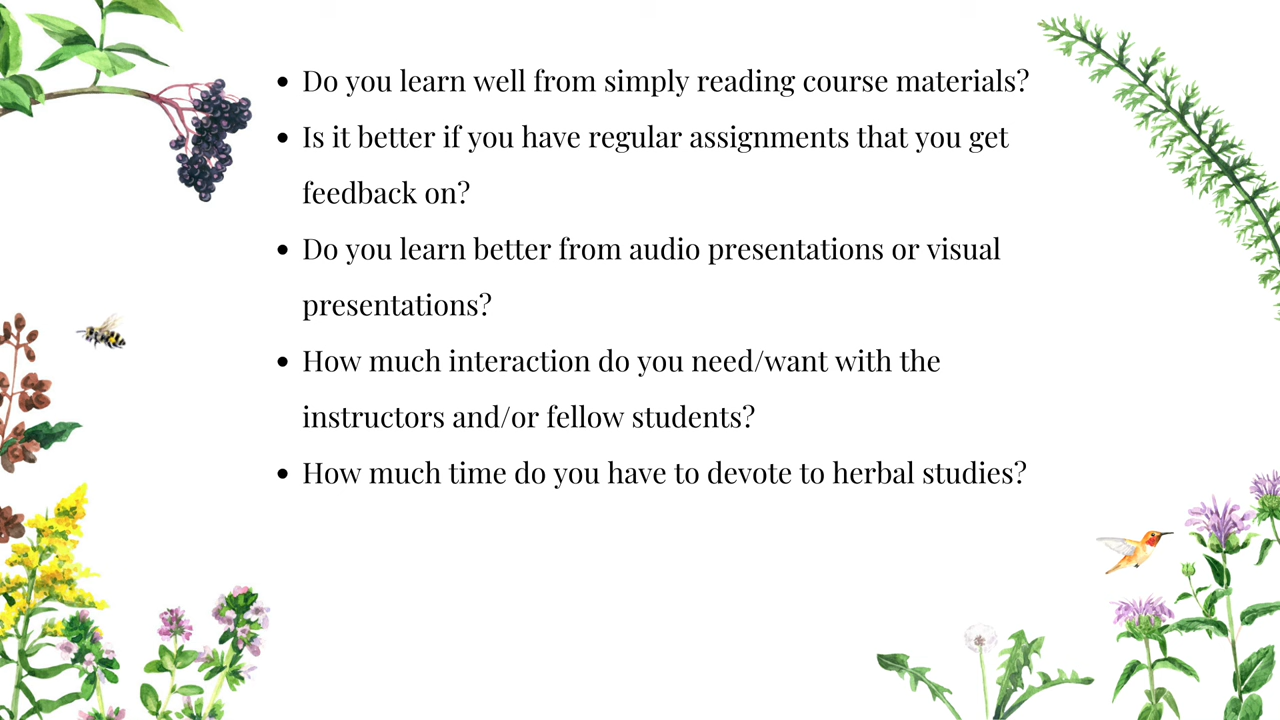 • Do you learn well from simply reading course materials?
• Is it better if you have regular assignments that you get
feedback on?
• Do you learn better from audio presentations or visual
presentations?
• How much interaction do you need/want with the
instructors and/or fellow students?
• How much time do you have to devote to herbal studies?